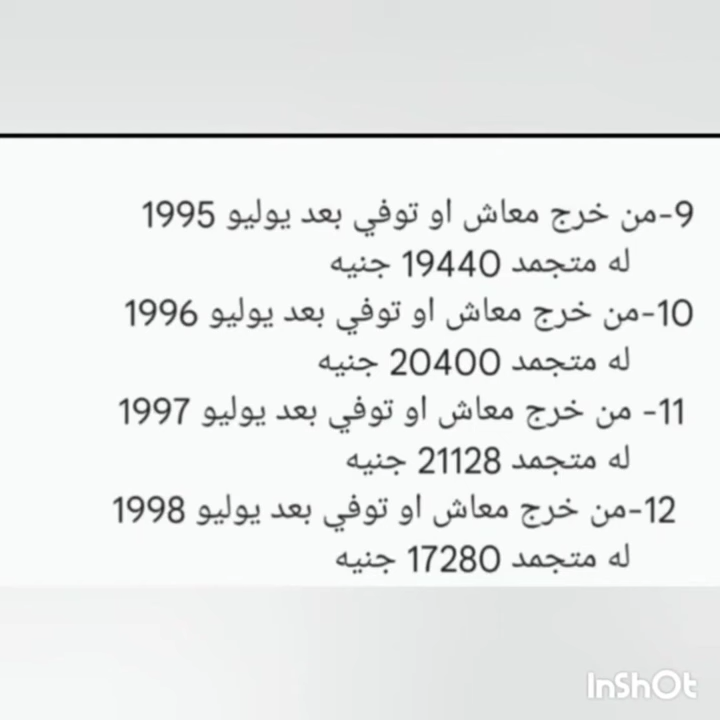 9-من خرج معاش او توفي بعد يوليو 1995
له متجمد 19440 جنيه
10-من خرج معاش او توفي بعد يوليو 1996
له متجمد 20400 جنيه
11- من خرج معاش او توفي بعد يوليو 1997
له متجمد 21128 جنيه
12-من خرج معاش او توفي بعد يوليو 1998
له متجمد 17280 جنيه
InShOt